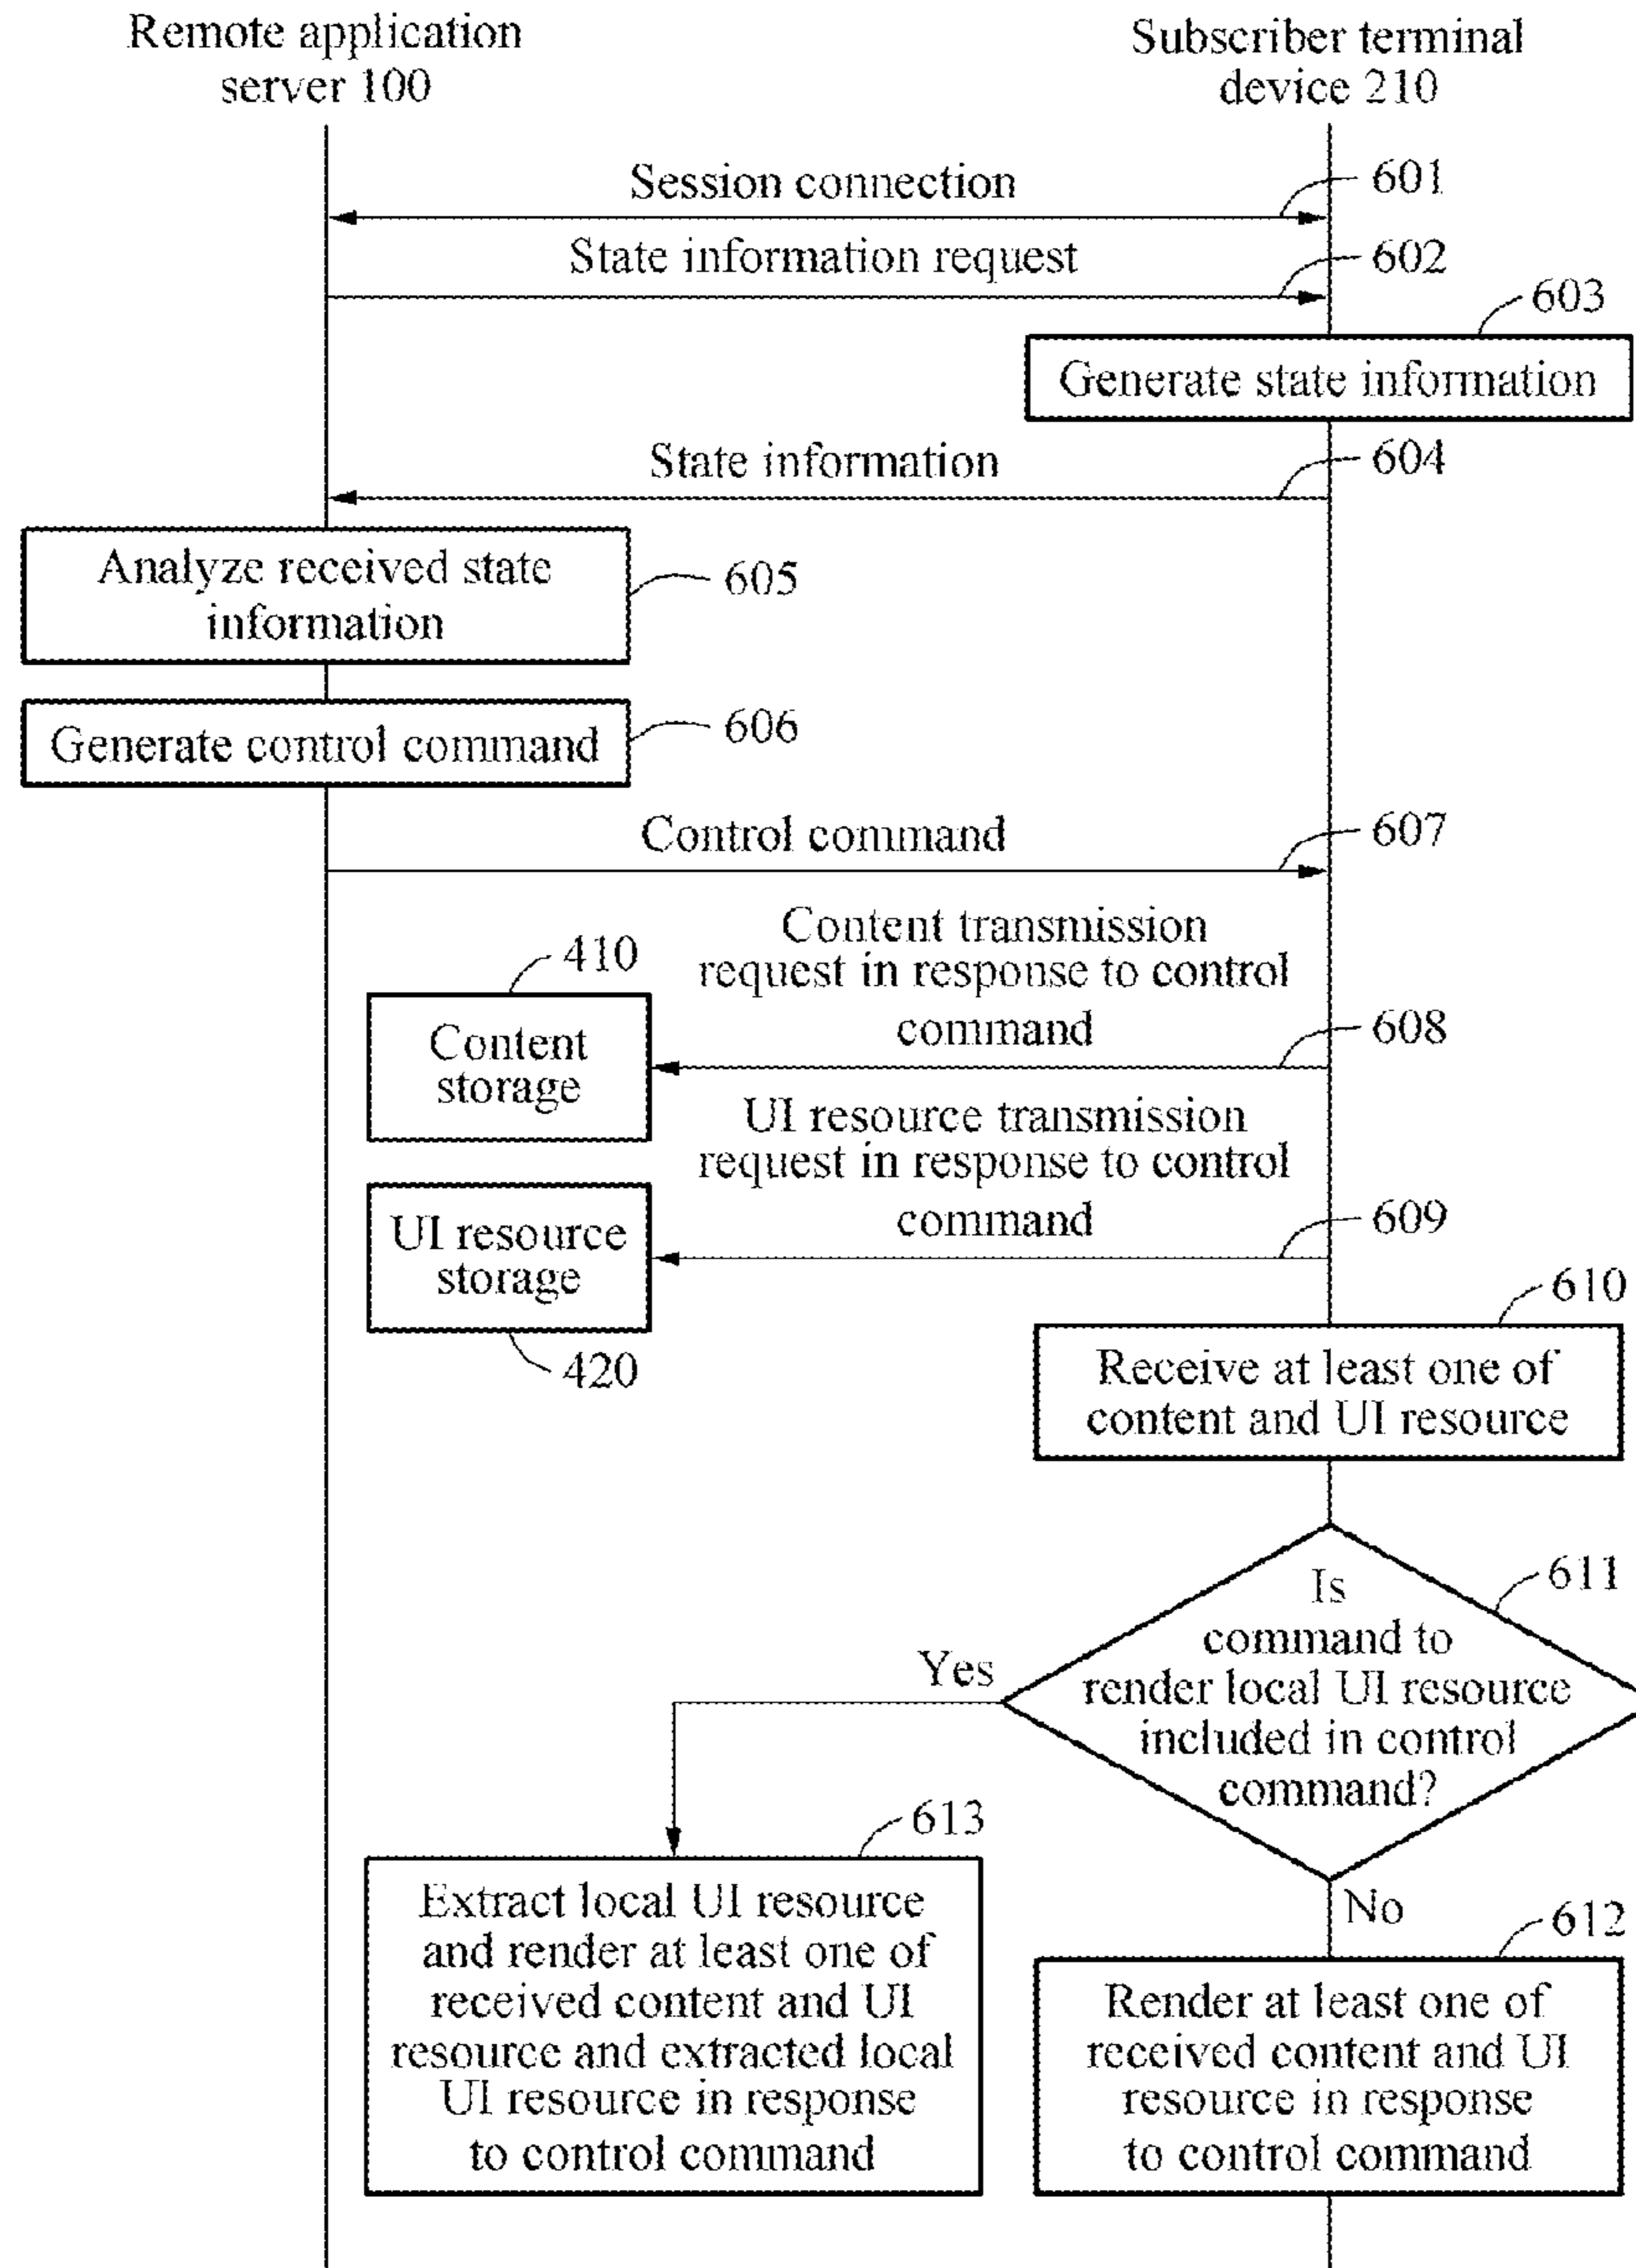 Remote application
server 100
Subscriber terminal
device 210
Session connection
601
State information request
602
603
Generate state information
State information
604
Analyze received state
information
605
Generate control command
606
Control command
607
Content transmission
request in response to control
command
608
410
Content
storage
UI resource transmission
request in response to control
command
609
UI resource
storage
420
610
Receive at least one of
content and UI resource
611
Is
command to
render local UI resource
included in control
command?
Yes
No
613
Extract local UI resource
and render at least one of
received content and UI
resource and extracted local
UI resource in response
to control command
612
Render at least one of
received content and UI
resource in response
to control command